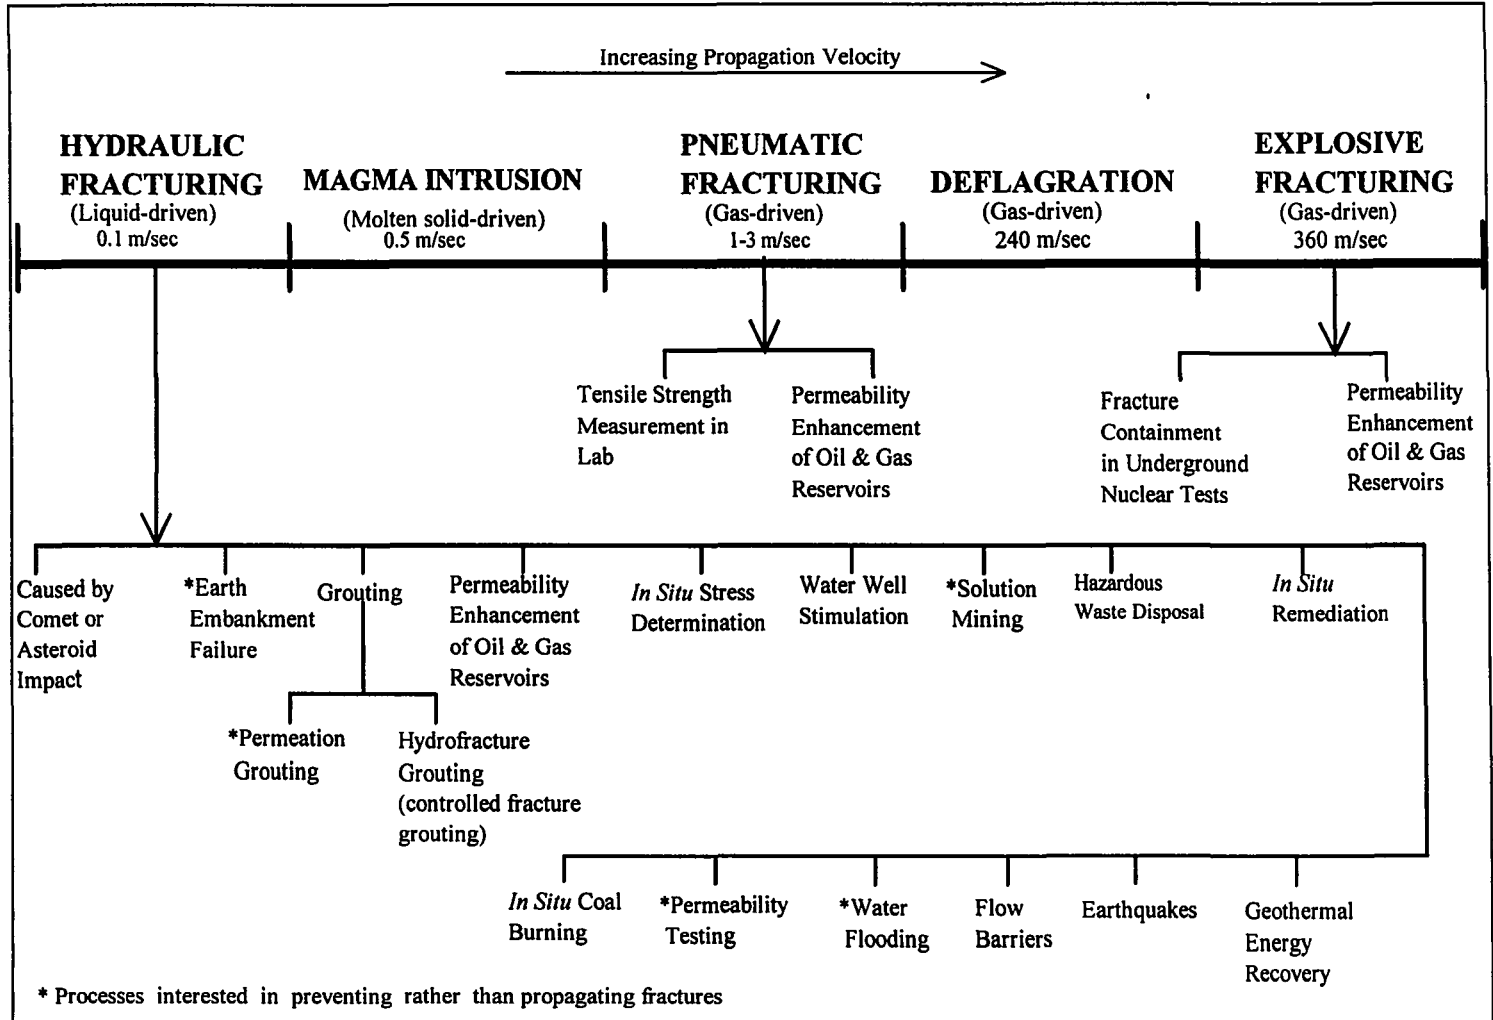 Increasing Propagation Velocity
HYDRAULIC
FRACTURING
(Liquid-driven)
0.1 m/sec
MAGMA INTRUSION
(Molten solid-driven)
0.5 m/sec
PNEUMATIC
FRACTURING
(Gas-driven)
1-3 m/sec
DEFLAGRATION
(Gas-driven)
240 m/sec
EXPLOSIVE
FRACTURING
(Gas-driven)
360 m/sec
Tensile Strength
Measurement in
Lab
Permeability
Enhancement
of Oil & Gas
Reservoirs
Fracture
Containment
in Underground
Nuclear Tests
Permeability
Enhancement
of Oil & Gas
Reservoirs
Caused by
Comet or
Asteroid
Impact
*Earth
Embankment
Failure
Grouting
Permeability
Enhancement
of Oil & Gas
Reservoirs
In Situ Stress
Determination
Water Well
Stimulation
*Solution
Mining
Hazardous
Waste Disposal
In Situ
Remediation
*Permeation
Grouting
Hydrofracture
Grouting
(controlled fracture
grouting)
In Situ Coal
Burning
*Permeability
Testing
*Water
Flooding
Flow
Barriers
Earthquakes
Geothermal
Energy
Recovery
* Processes interested in preventing rather than propagating fractures